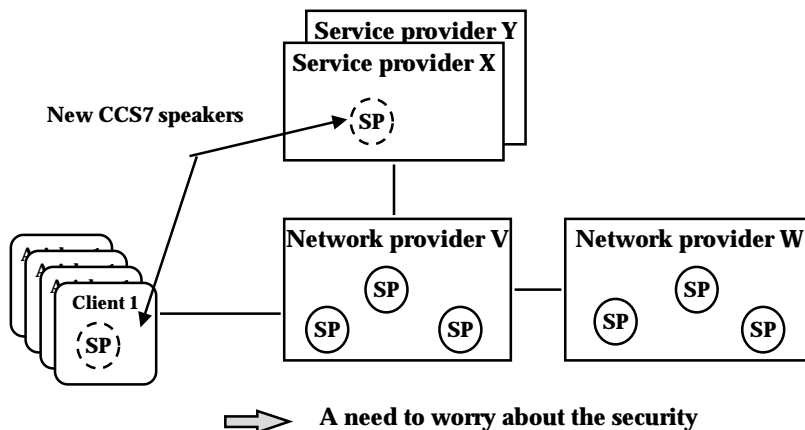 Service provider Y
Service provider X
New CCS7 speakers
SP
Network provider V
Network provider W
SP
SP
SP
SP
SP
SP
Client 1
SP
A need to worry about the security